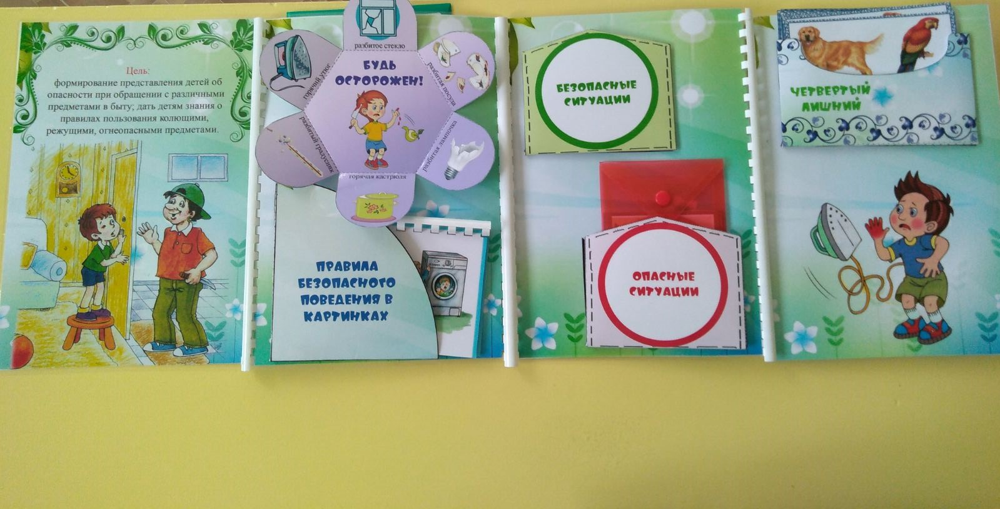 Цель:
формирование представления детей об
опасности при обращении с различными
предметами в быту; дать детям знания о
правилах пользования колющими,
режущими, огнеопасными предметами.
разбитое стекло
БУДЬ
ОСТОРОЖЕН!
горячий утюг
разбитая посуда
разбитый градусник
разбитая лампочка
горячая кастрюля
ПРАВИЛА
БЕЗОПАСНОГО
ПОВЕДЕНИЯ В
КАРТИНКАХ
БЕЗОПАСНЫЕ
СИТУАЦИИ
ОПАСНЫЕ
СИТУАЦИИ
ЧЕТВЕРТЫЙ
ЛИШНИЙ